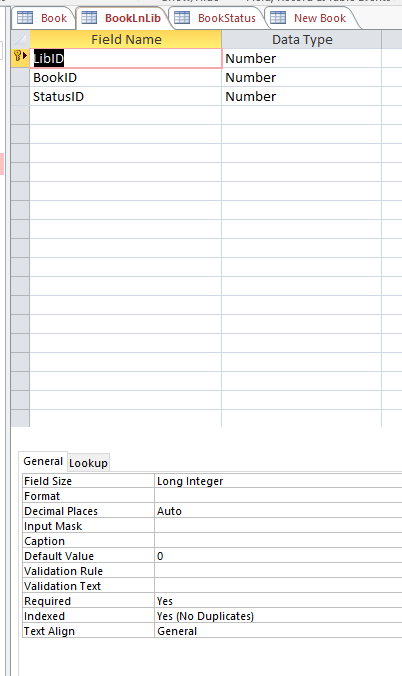 Book BookLnLib BookStatus New Book
Field Name Data Type
LibID Number
BookID Number
StatusID Number
General Lookup
Field Size Long Integer
Format
Decimal Places Auto
Input Mask
Caption
Default Value 0
Validation Rule
Validation Text
Required Yes
Indexed Yes (No Duplicates)
Text Align General